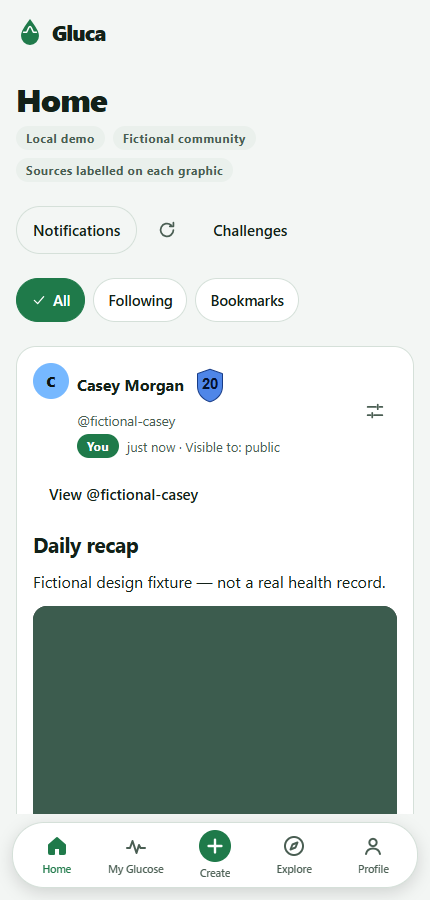 Gluca
Home
Local demo
Fictional community
Sources labelled on each graphic
Notifications
Challenges
All
Following
Bookmarks
C
Casey Morgan
20
@fictional-casey
You
just now · Visible to: public
View @fictional-casey
Daily recap
Fictional design fixture — not a real health record.
Home
My Glucose
Create
Explore
Profile